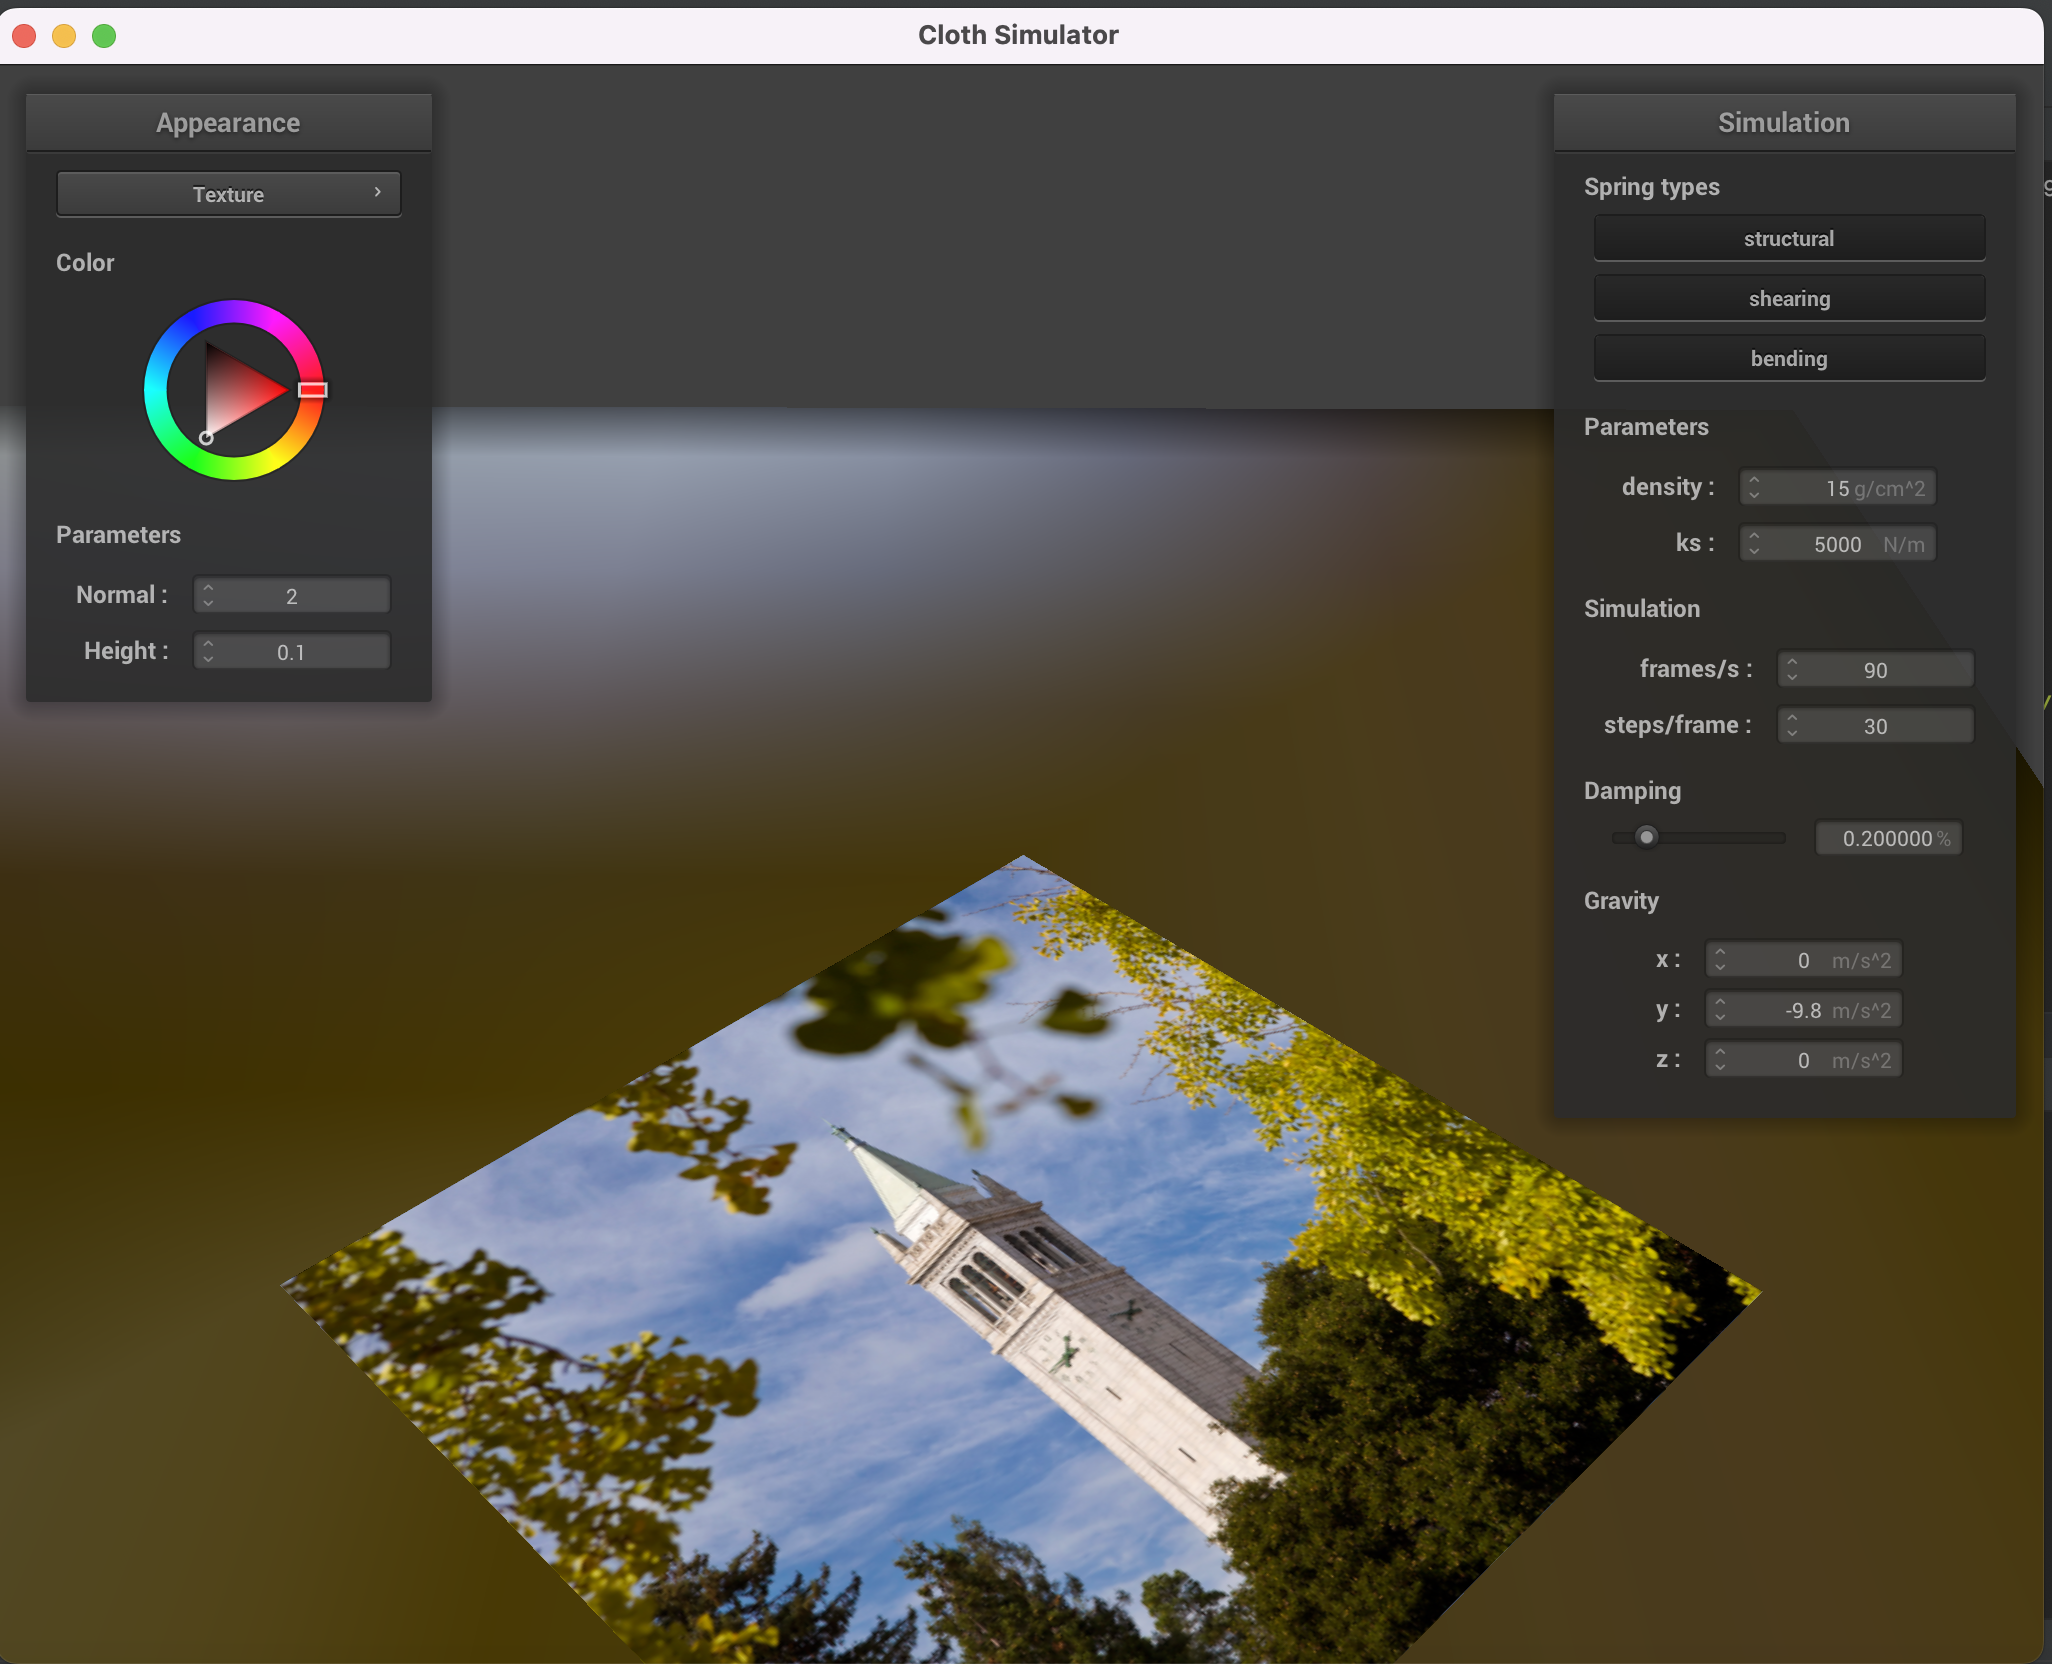 Cloth Simulator
Appearance
Texture
Color
Parameters
Normal : 2
Height : 0.1
Simulation
Spring types
structural
shearing
bending
Parameters
density : 15 g/cm^2
ks : 5000 N/m
Simulation
frames/s : 90
steps/frame : 30
Damping
0.200000 %
Gravity
x : 0 m/s^2
y : -9.8 m/s^2
z : 0 m/s^2